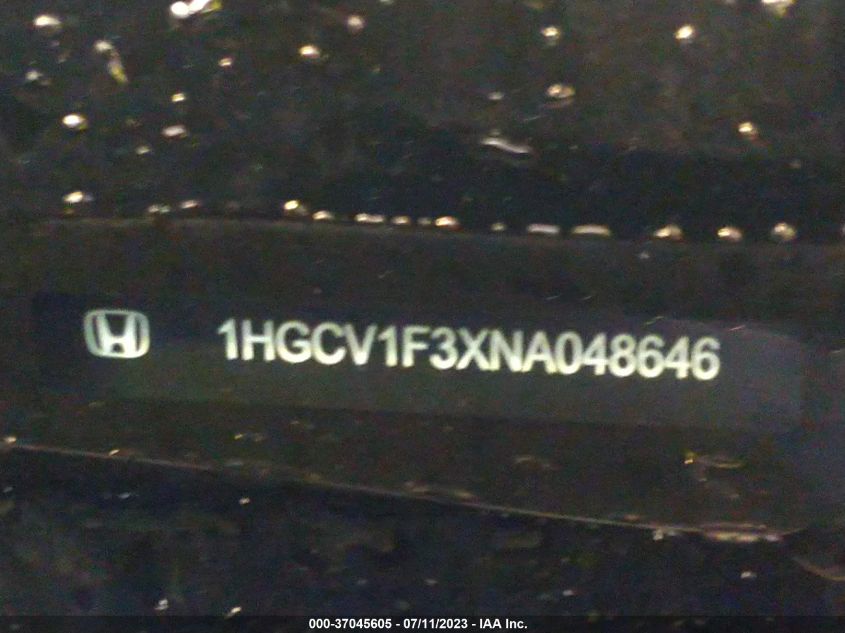 1HGCV1F3XNA048646
000-37045605 - 07/11/2023 - IAA Inc.